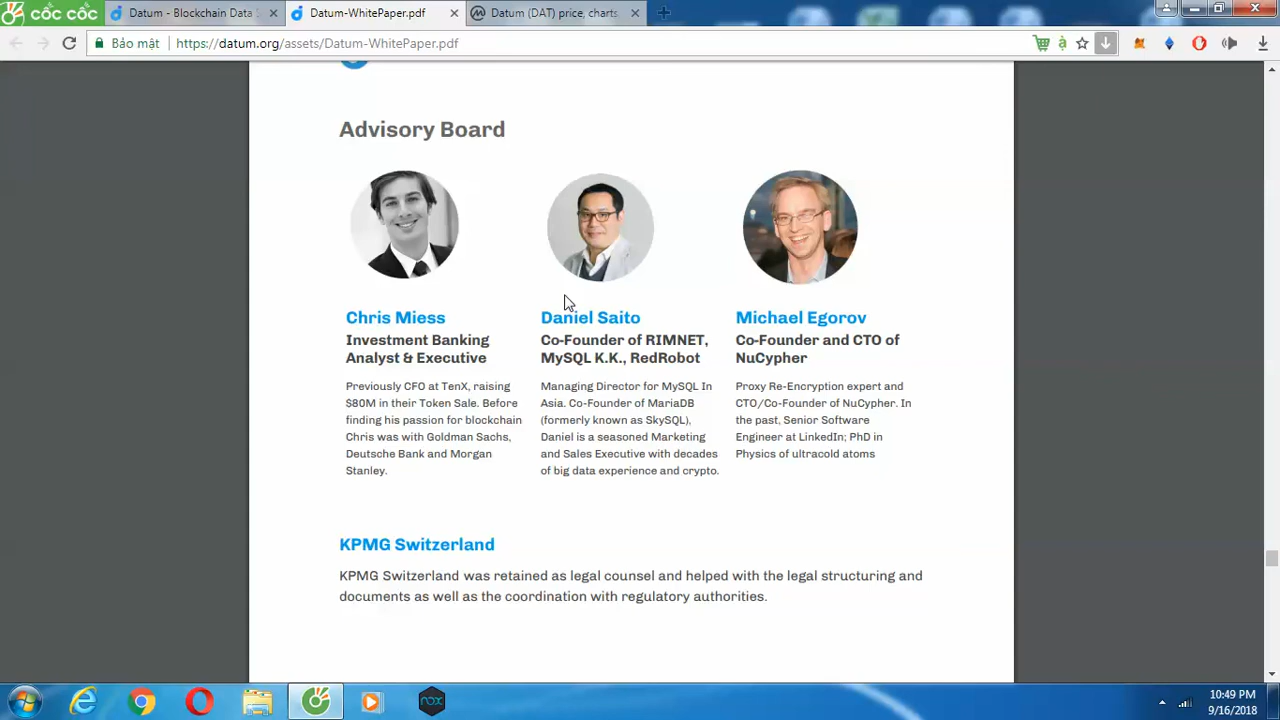 cốc cốc
Datum - Blockchain Data S
Datum-WhitePaper.pdf
Datum (DAT) price, charts,
Bảo mật
https://datum.org/assets/Datum-WhitePaper.pdf
Advisory Board
Chris Miess
Investment Banking
Analyst & Executive
Previously CFO at TenX, raising
$80M in their Token Sale. Before
finding his passion for blockchain
Chris was with Goldman Sachs,
Deutsche Bank and Morgan
Stanley.
Daniel Saito
Co-Founder of RIMNET,
MySQL K.K., RedRobot
Managing Director for MySQL In
Asia. Co-Founder of MariaDB
(formerly known as SkySQL),
Daniel is a seasoned Marketing
and Sales Executive with decades
of big data experience and crypto.
Michael Egorov
Co-Founder and CTO of
NuCypher
Proxy Re-Encryption expert and
CTO/Co-Founder of NuCypher. In
the past, Senior Software
Engineer at LinkedIn; PhD in
Physics of ultracold atoms
KPMG Switzerland
KPMG Switzerland was retained as legal counsel and helped with the legal structuring and
documents as well as the coordination with regulatory authorities.
nox
10:49 PM
9/16/2018